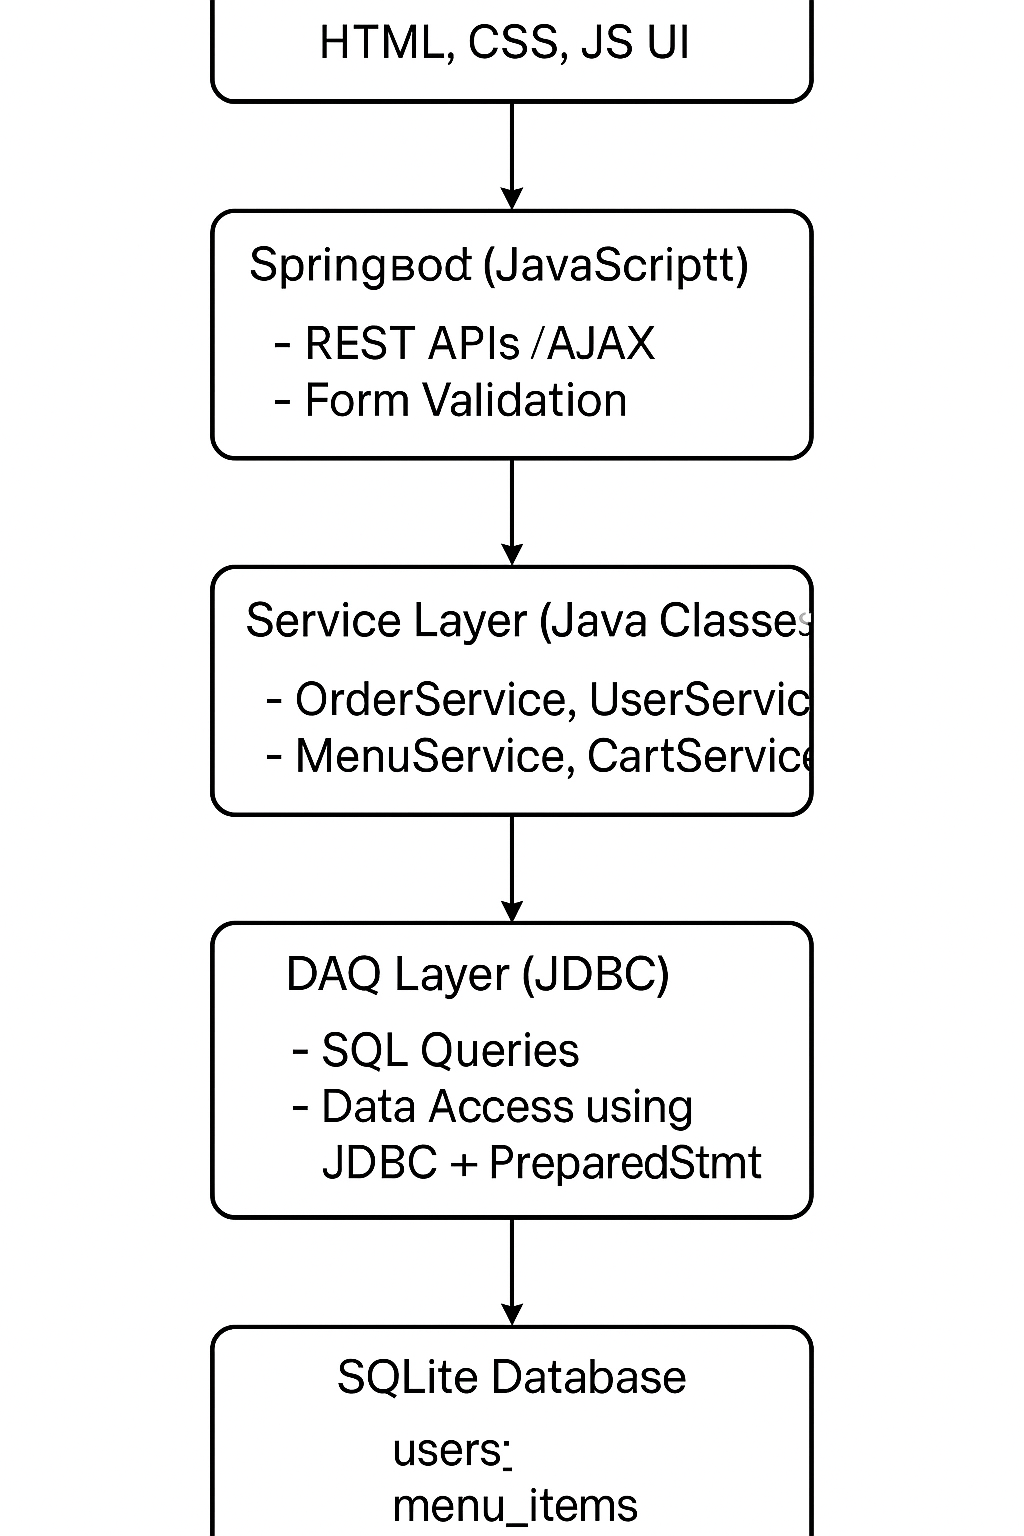 HTML, CSS, JS UI
Springвod (JavaScriptt)
- REST APIs /AJAX
- Form Validation
Service Layer (Java Classes
- OrderService, UserServic
- MenuService, CartService
DAQ Layer (JDBC)
- SQL Queries
- Data Access using
JDBC + PreparedStmt
SQLite Database
users:
menu_items